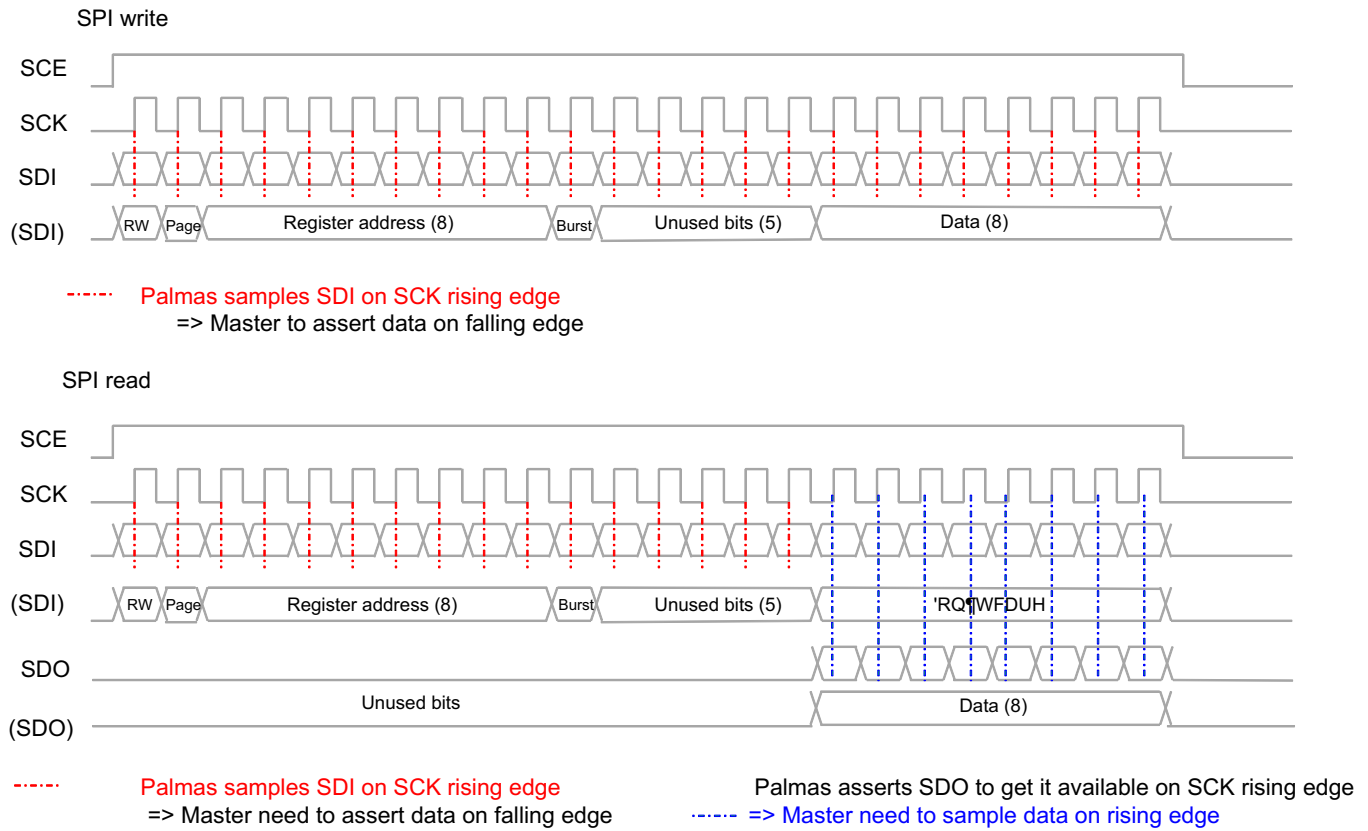 SPI write
SCE
SCK
SDI
(SDI) RW Page Register address (8) Burst Unused bits (5) Data (8)
Palmas samples SDI on SCK rising edge
=> Master to assert data on falling edge
SPI read
SCE
SCK
SDI
(SDI) RW Page Register address (8) Burst Unused bits (5) 'RQ¶WFDUH
SDO
Unused bits Data (8)
(SDO)
Palmas samples SDI on SCK rising edge Palmas asserts SDO to get it available on SCK rising edge
=> Master need to assert data on falling edge => Master need to sample data on rising edge